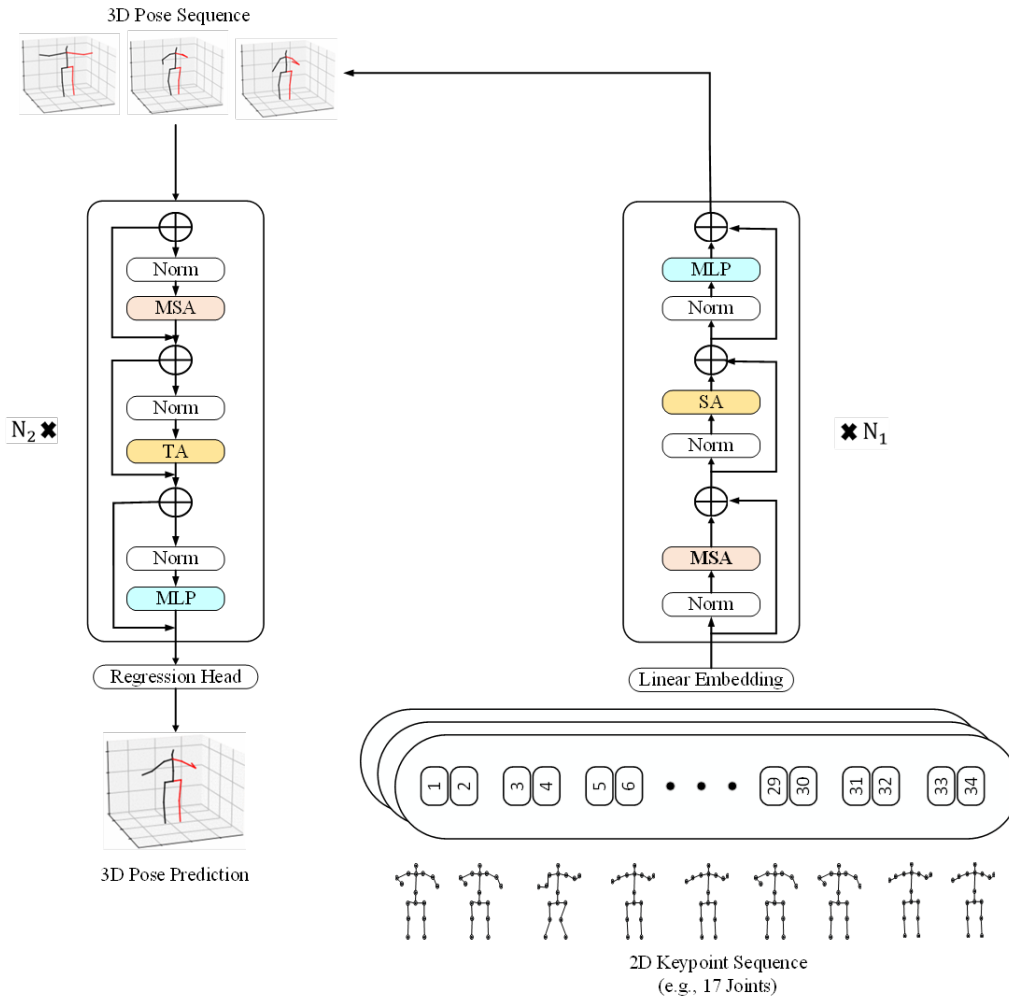 3D Pose Sequence
Norm
MSA
Norm
TA
Norm
MLP
N₂ ✖
Regression Head
3D Pose Prediction
MLP
Norm
SA
Norm
MSA
Norm
✖ N₁
Linear Embedding
1 2 3 4 5 6 • • • 29 30 31 32 33 34
2D Keypoint Sequence
(e.g., 17 Joints)